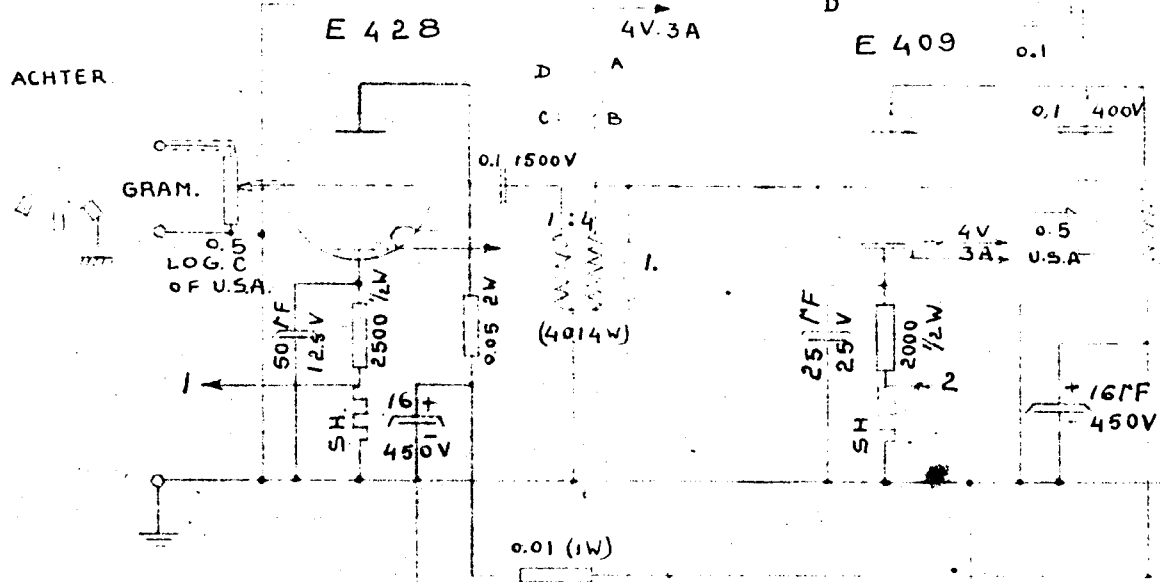 E 428
4V. 3A
D
E 409
0.1
ACHTER.
D A
C B
0.1 400V
0.1 1500V
GRAM.
1 : 4
0.5
LOG. C
OF U.S.A.
1.
4V
3A
0.5
U.S.A
50 µF
12.5 V
2500 ½W
0.05 2W
(4014W)
25 µF
25 V
2000
½W
1
2
SH.
16 +
450V
SH
+ 16µF
450V
0.01 (1W)